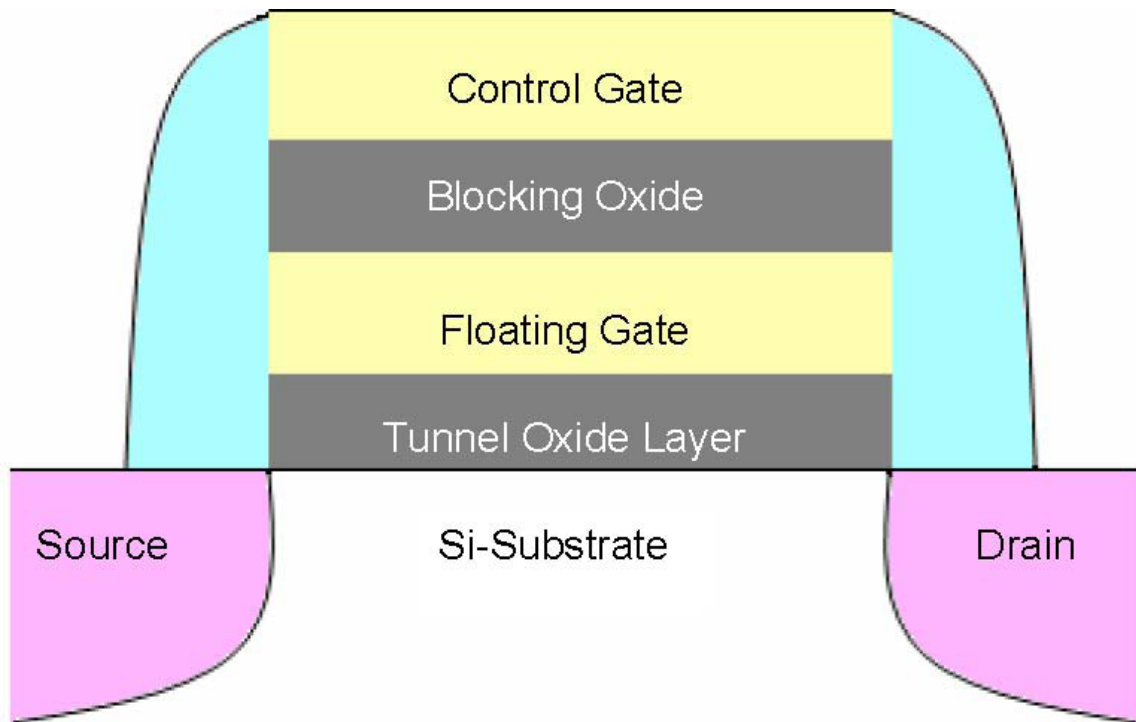 Control Gate
Blocking Oxide
Floating Gate
Tunnel Oxide Layer
Source
Si-Substrate
Drain